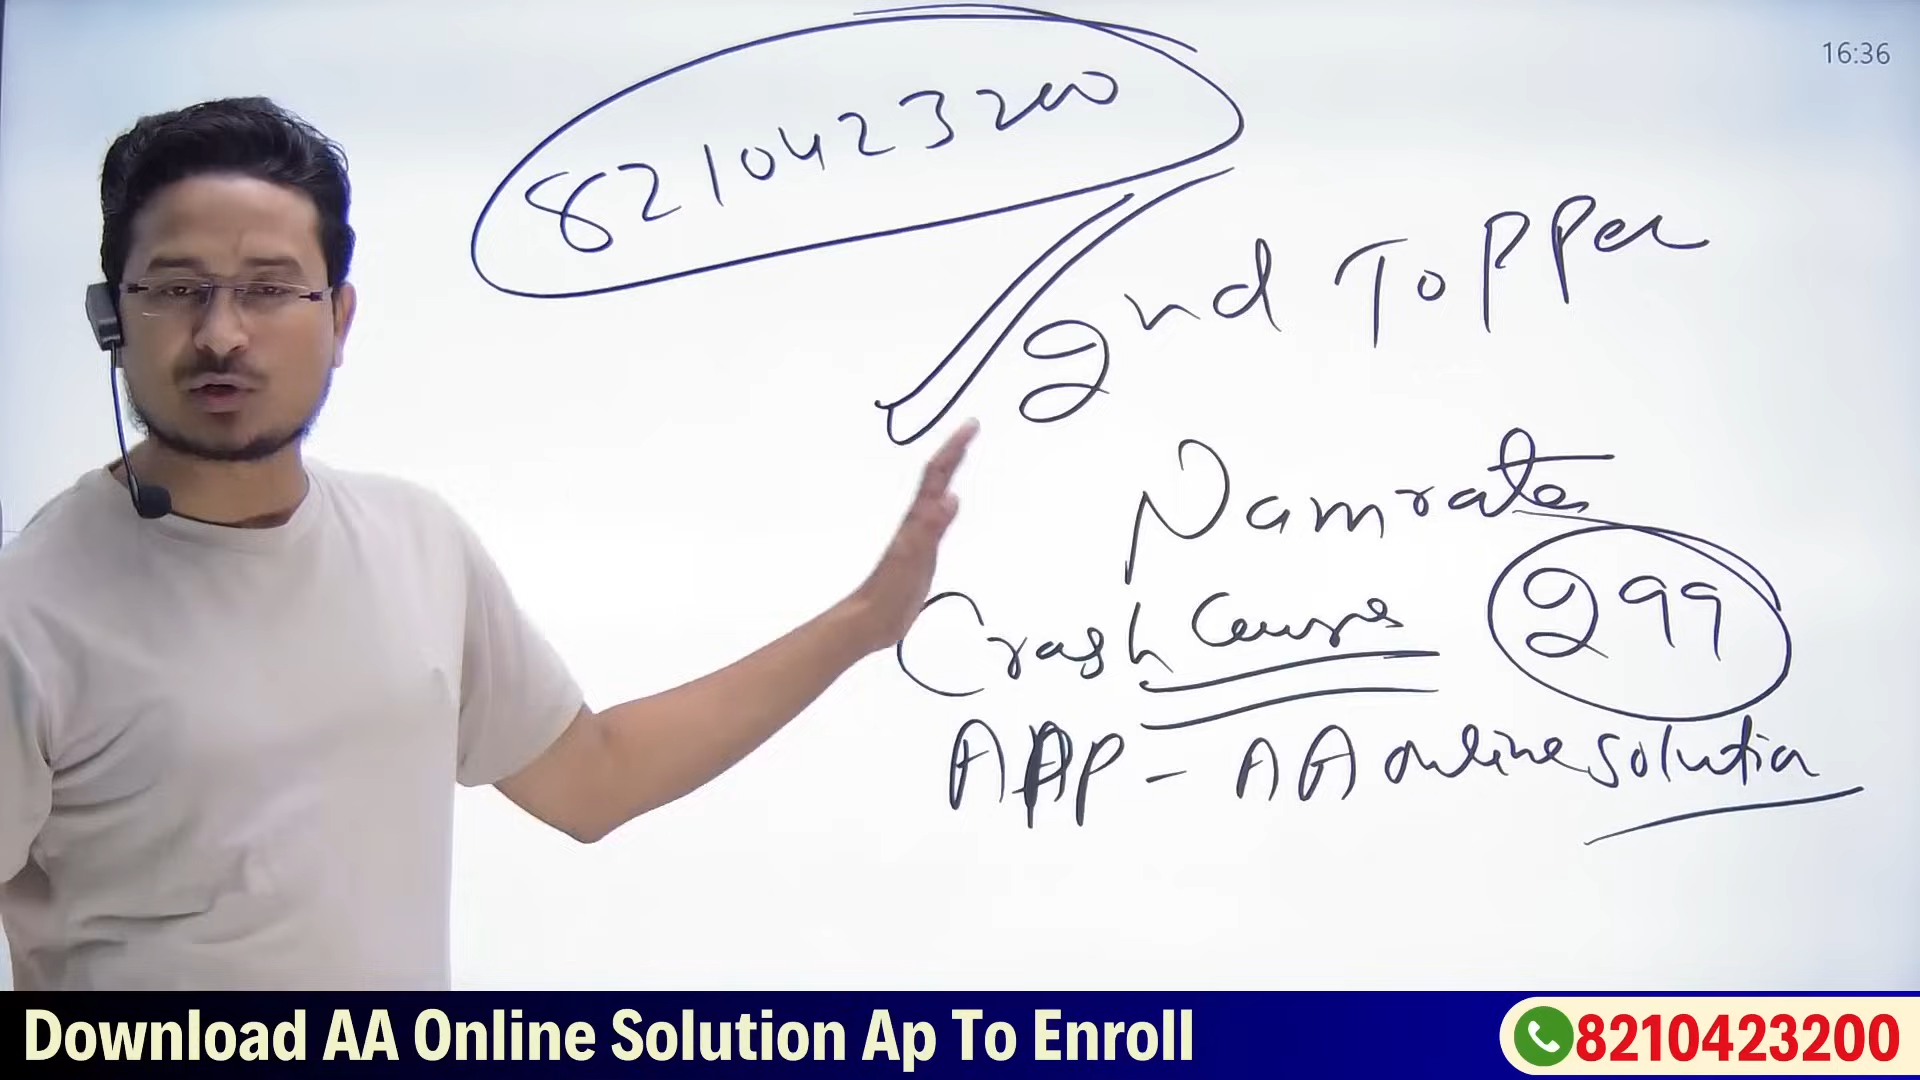 16:36
8210423200
2nd Topper
Namrata
Crash Course 299
APP - AA online solution
Download AA Online Solution Ap To Enroll
8210423200